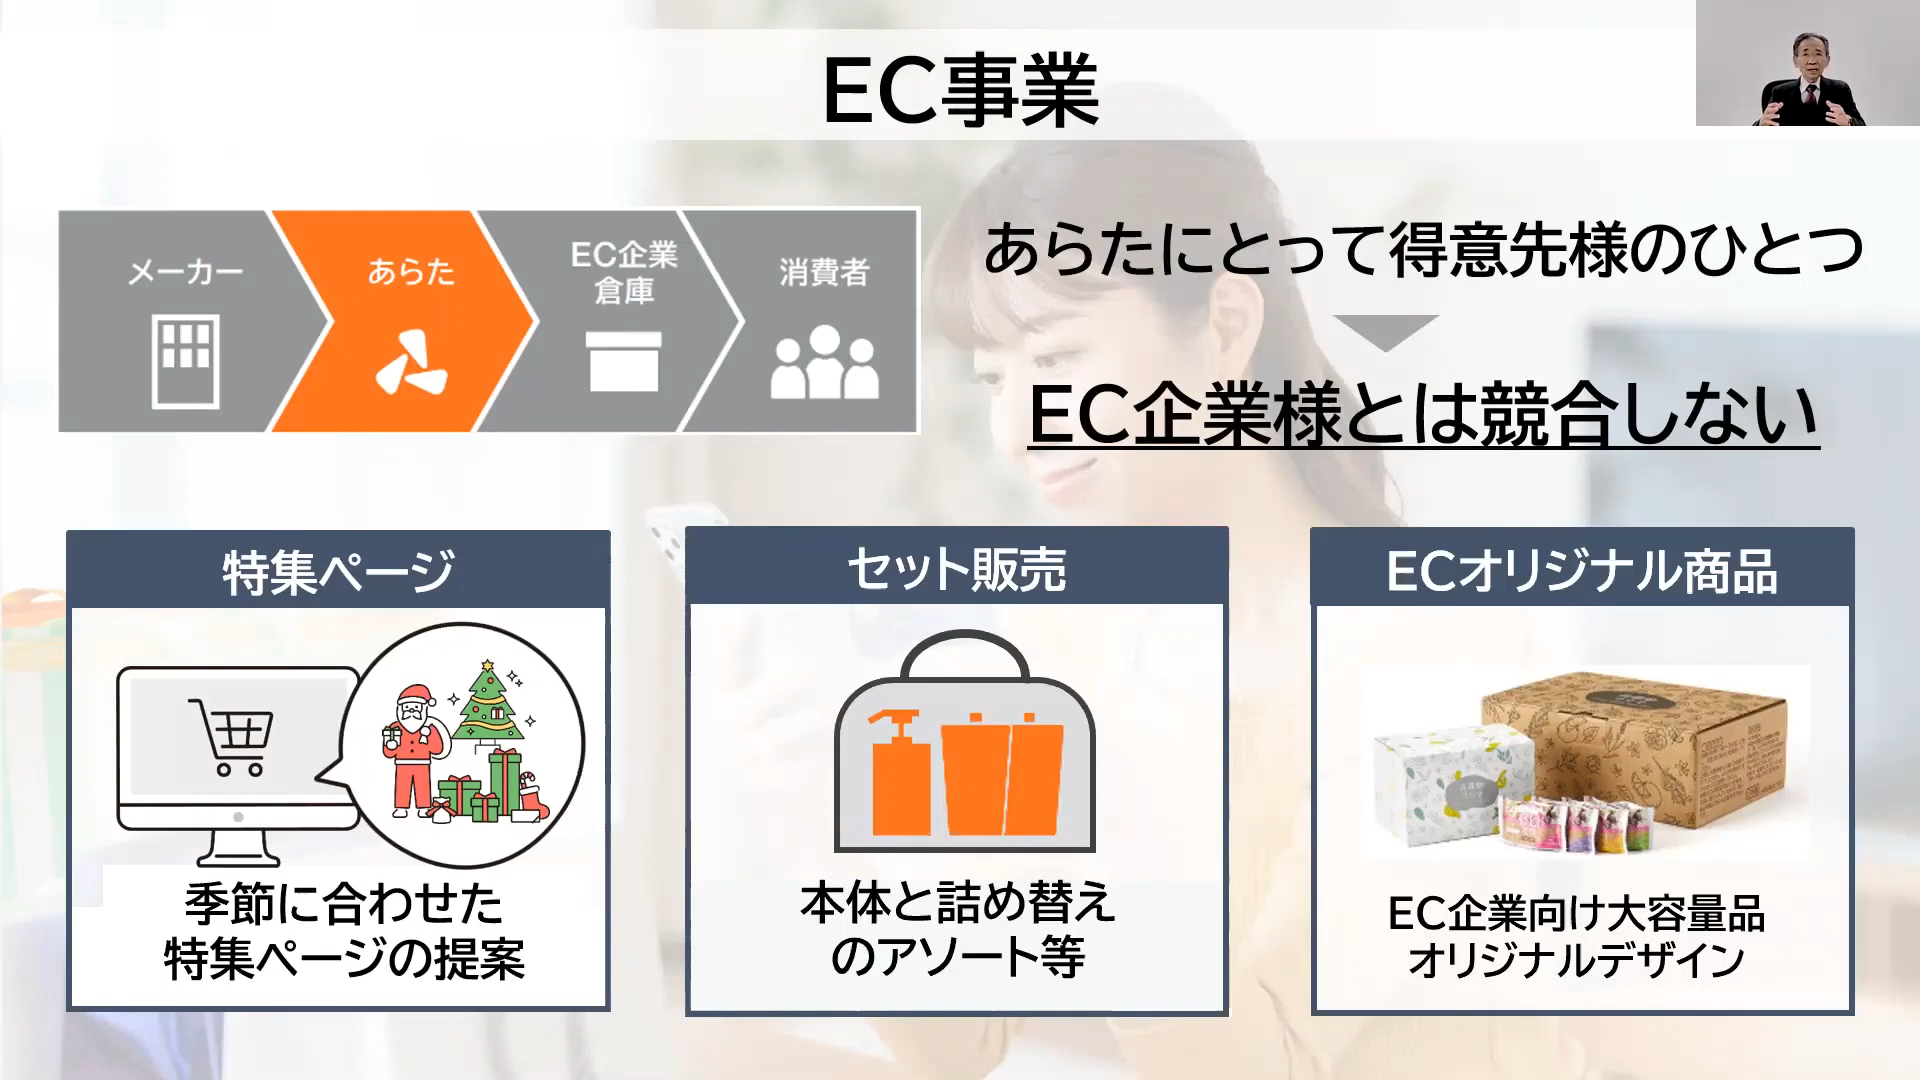 EC事業
メーカー
あらた
EC企業
倉庫
消費者
あらたにとって得意先様のひとつ
EC企業様とは競合しない
特集ページ
季節に合わせた
特集ページの提案
セット販売
本体と詰め替え
のアソート等
ECオリジナル商品
EC企業向け大容量品
オリジナルデザイン